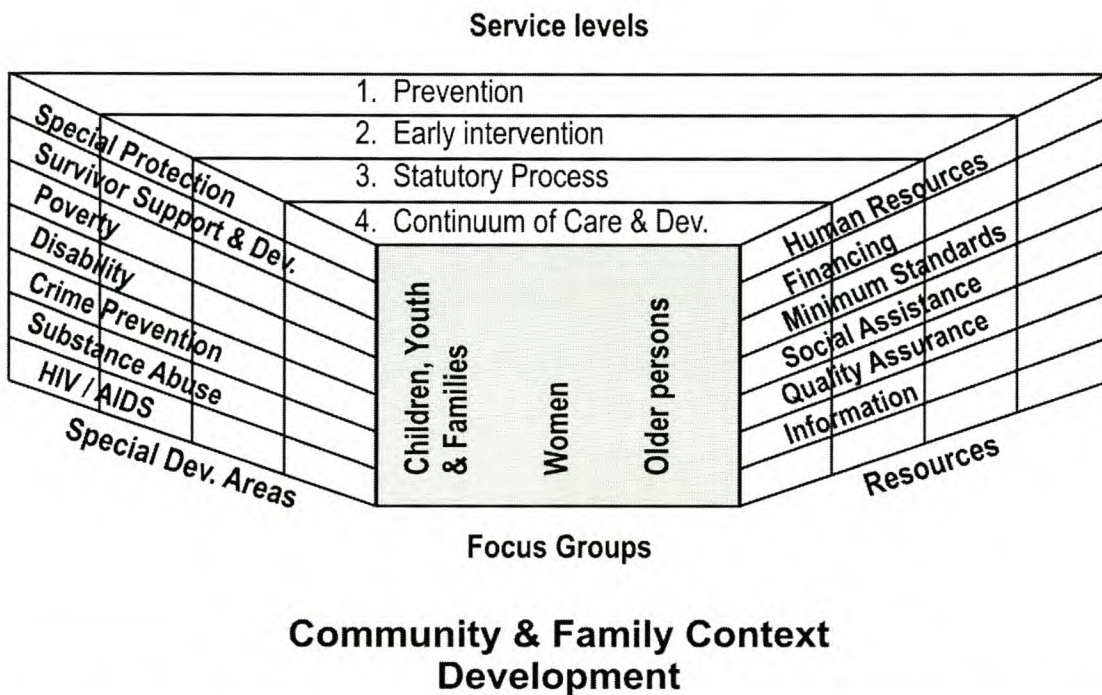 Service levels
1. Prevention
2. Early intervention
3. Statutory Process
4. Continuum of Care & Dev.
Special Protection
Survivor Support & Dev.
Poverty
Disability
Crime Prevention
Substance Abuse
HIV / AIDS
Special Dev. Areas
Children, Youth
& Families
Women
Older persons
Human Resources
Financing
Minimum Standards
Social Assistance
Quality Assurance
Information
Resources
Focus Groups
Community & Family Context
Development